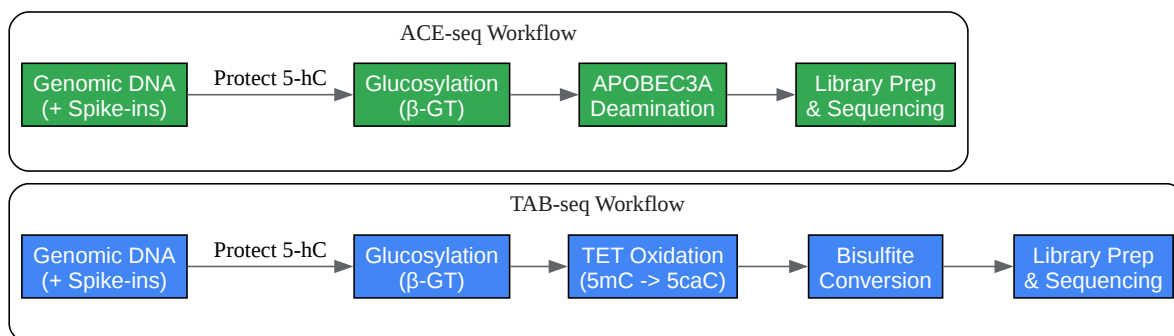 ACE-seq Workflow
Genomic DNA
(+ Spike-ins)
Protect 5-hC
Glucosylation
(β-GT)
APOBEC3A
Deamination
Library Prep
& Sequencing
TAB-seq Workflow
Genomic DNA
(+ Spike-ins)
Protect 5-hC
Glucosylation
(β-GT)
TET Oxidation
(5mC -> 5caC)
Bisulfite
Conversion
Library Prep
& Sequencing